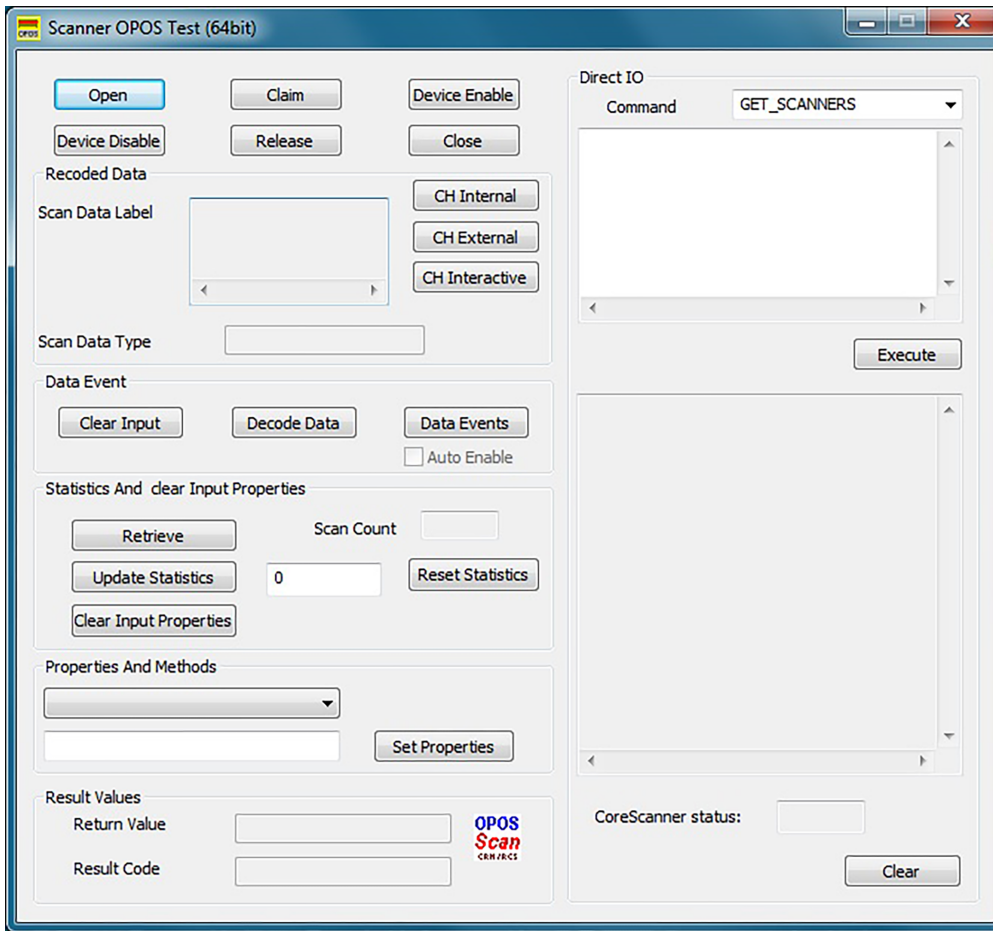 OPOS
Scanner OPOS Test (64bit)
Open
Claim
Device Enable
Device Disable
Release
Close
Recoded Data
Scan Data Label
CH Internal
CH External
CH Interactive
Scan Data Type
Data Event
Clear Input
Decode Data
Data Events
Auto Enable
Statistics And  clear Input Properties
Retrieve
Scan Count
Update Statistics
0
Reset Statistics
Clear Input Properties
Properties And Methods
Set Properties
Result Values
Return Value
Result Code
OPOS
Scan
CRM/RCS
Direct IO
Command
GET_SCANNERS
Execute
CoreScanner status:
Clear